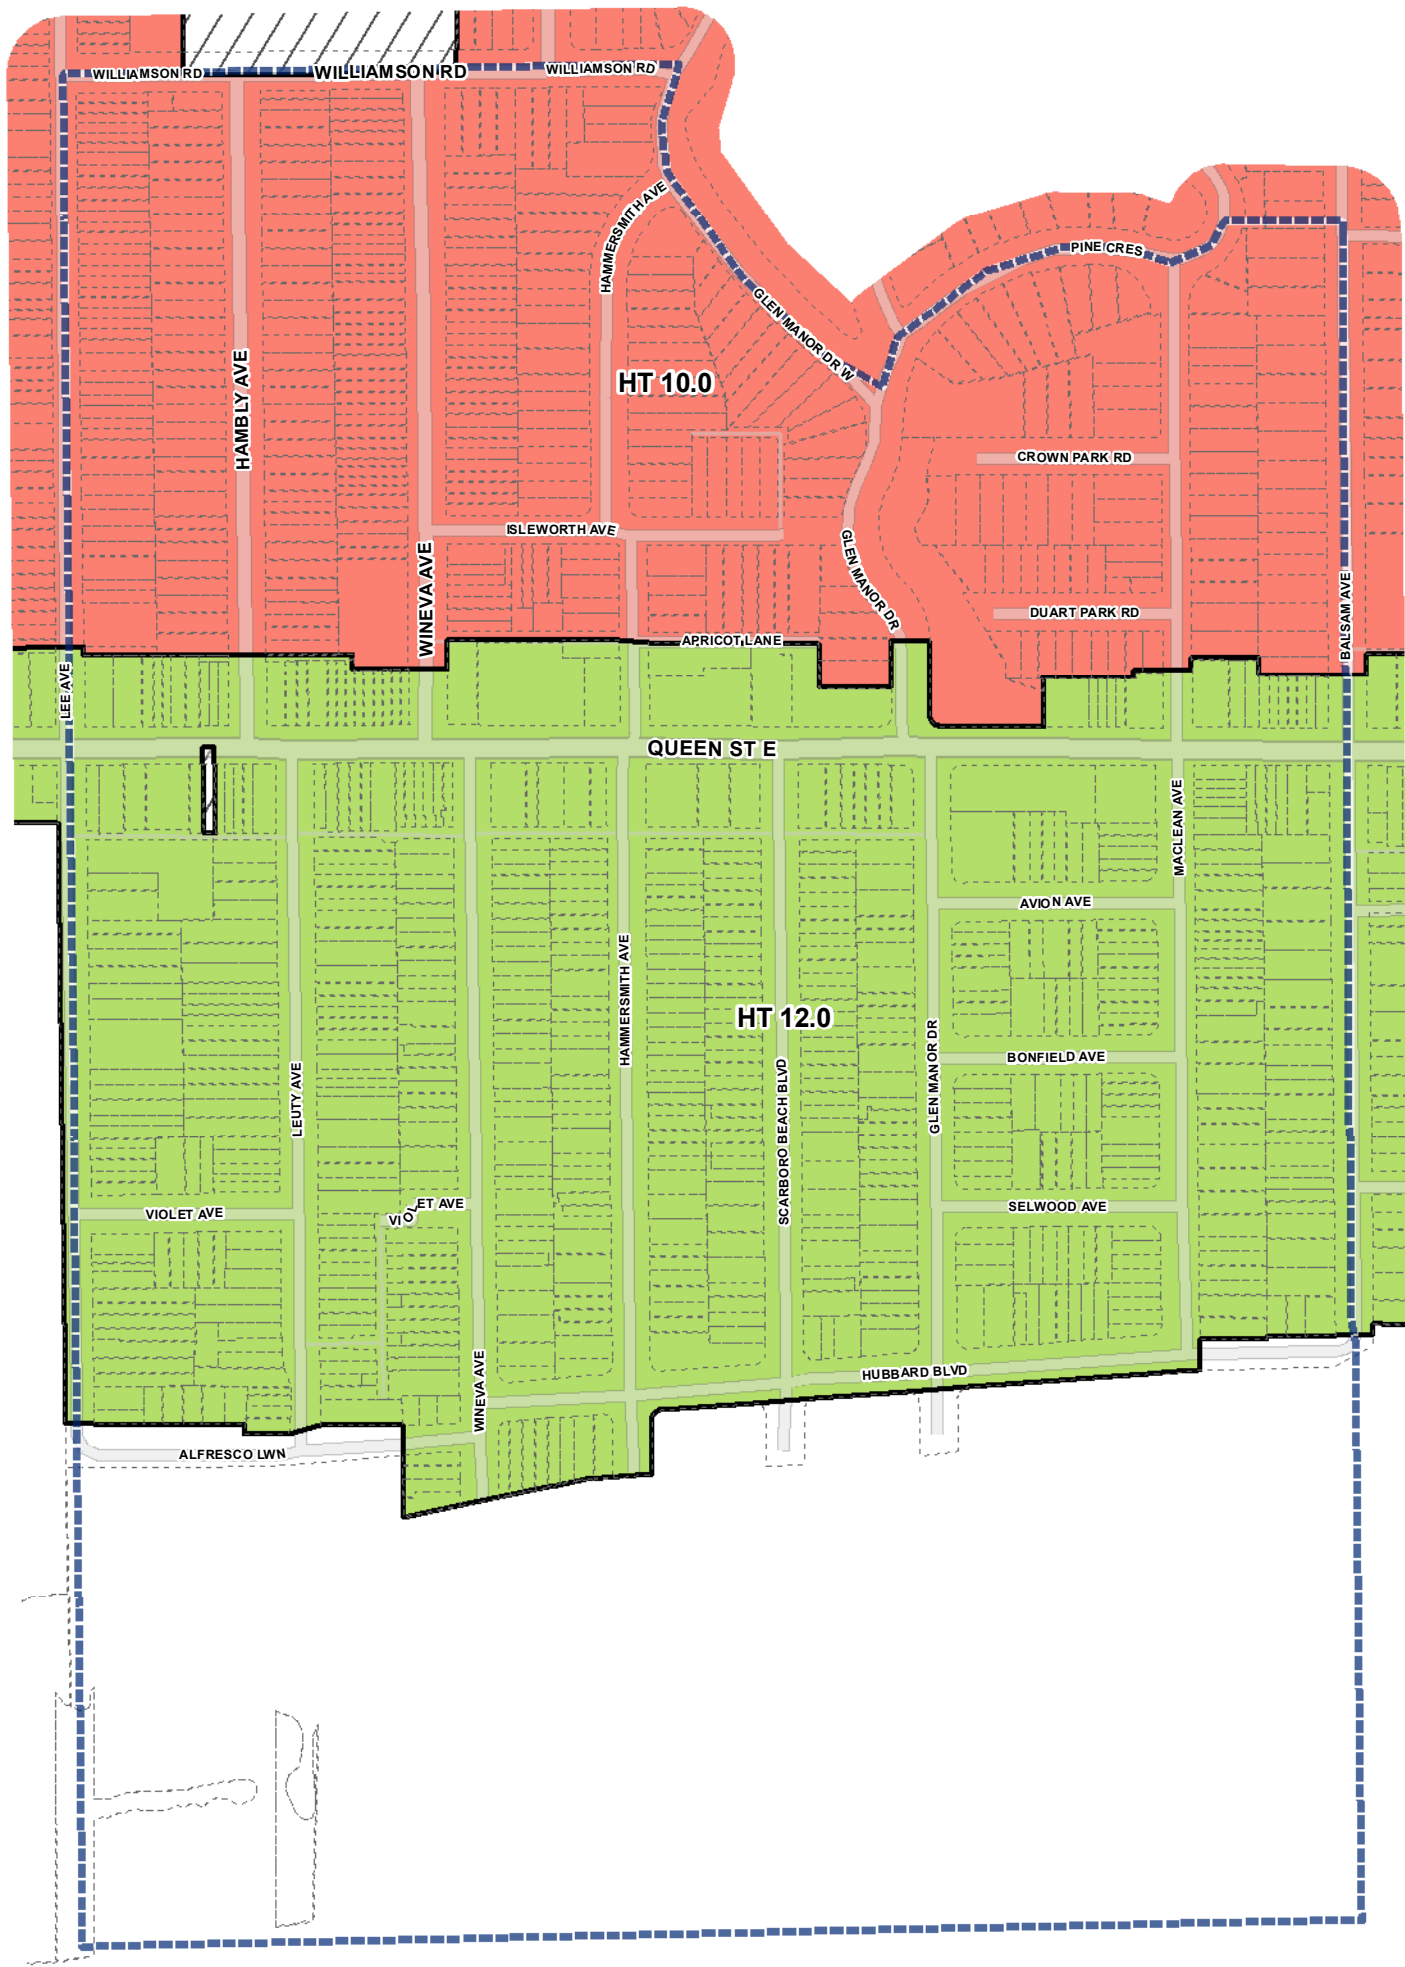 WILLIAMSON RD
WILLIAMSON RD
WILLIAMSON RD
HAMMERSMITH AVE
PINE CRES
GLEN MANOR DR W
HT 10.0
HAMBLY AVE
CROWN PARK RD
ISLEWORTH AVE
WINEVA AVE
GLEN MANOR DR
BALSAM AVE
DUART PARK RD
APRICOT LANE
LEE AVE
QUEEN ST E
MACLEAN AVE
AVION AVE
HAMMERSMITH AVE
HT 12.0
GLEN MANOR DR
BONFIELD AVE
LEUTY AVE
SCARBORO BEACH BLVD
VIOLET AVE
VIOLET AVE
SELWOOD AVE
WINEVA AVE
HUBBARD BLVD
ALFRESCO LWN